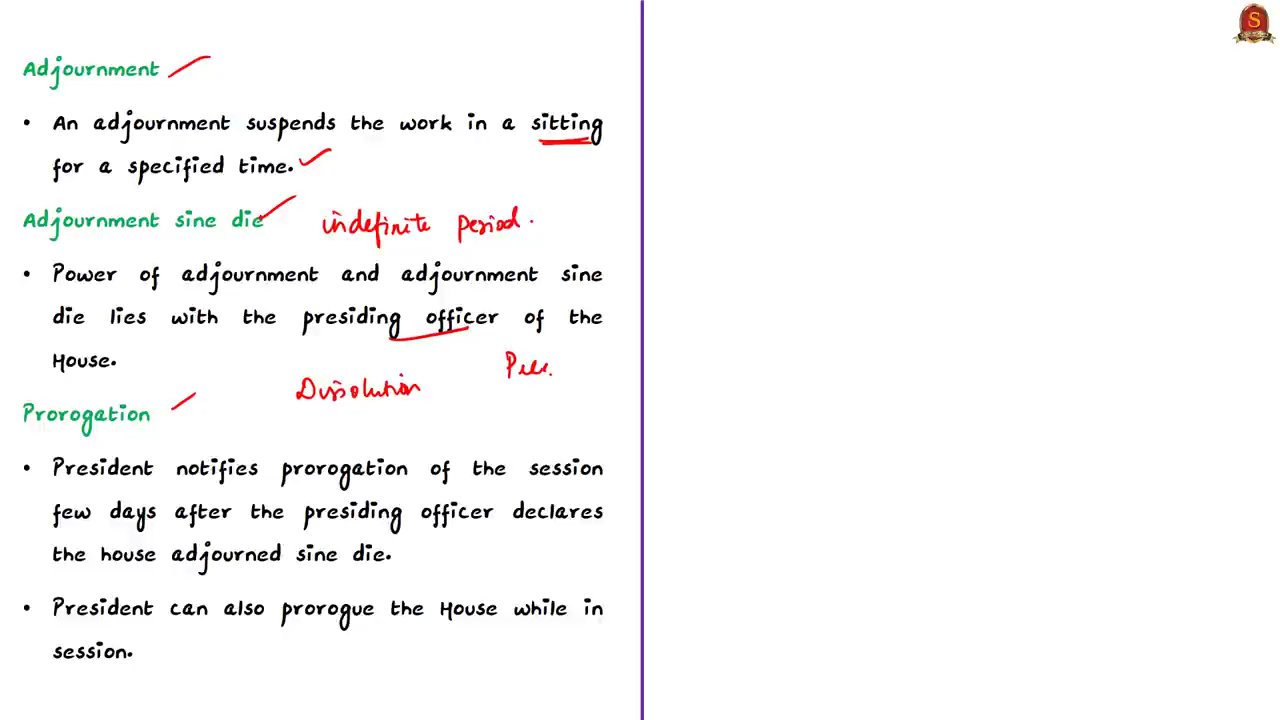 Adjournment
• An adjournment suspends the work in a sitting
for a specified time.
Adjournment sine die indefinite period.
• Power of adjournment and adjournment sine
die lies with the presiding officer of the
House.
Dissolution
Prorogation
• President notifies prorogation of the session
few days after the presiding officer declares
the house adjourned sine die.
• President can also prorogue the House while in
session.
S